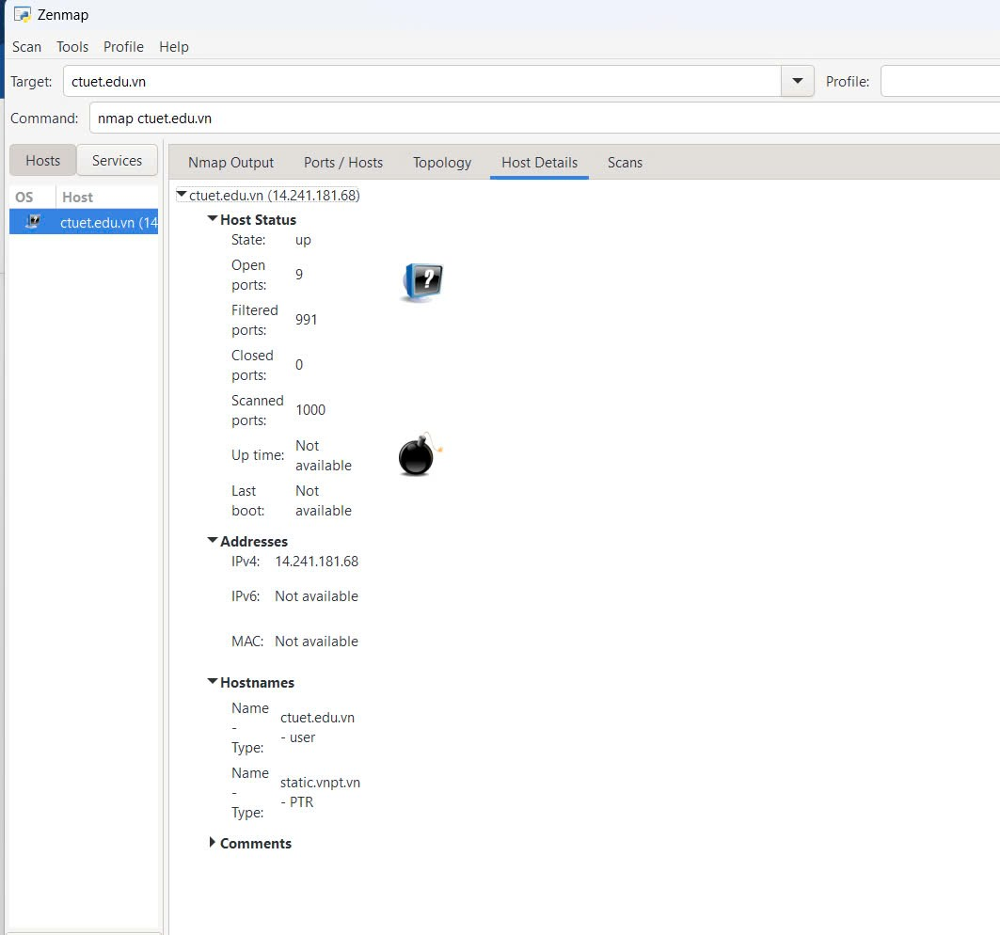 Zenmap
Scan Tools Profile Help
Target: ctuet.edu.vn Profile:
Command: nmap ctuet.edu.vn
Hosts Services
Nmap Output Ports / Hosts Topology Host Details Scans
OS Host
ctuet.edu.vn (14
ctuet.edu.vn (14.241.181.68)
Host Status
State: up
Open
ports: 9
Filtered
ports: 991
Closed
ports: 0
Scanned
ports: 1000
Up time: Not
available
Last
boot: Not
available
Addresses
IPv4: 14.241.181.68
IPv6: Not available
MAC: Not available
Hostnames
Name
-
Type: ctuet.edu.vn
- user
Name
-
Type: static.vnpt.vn
- PTR
Comments